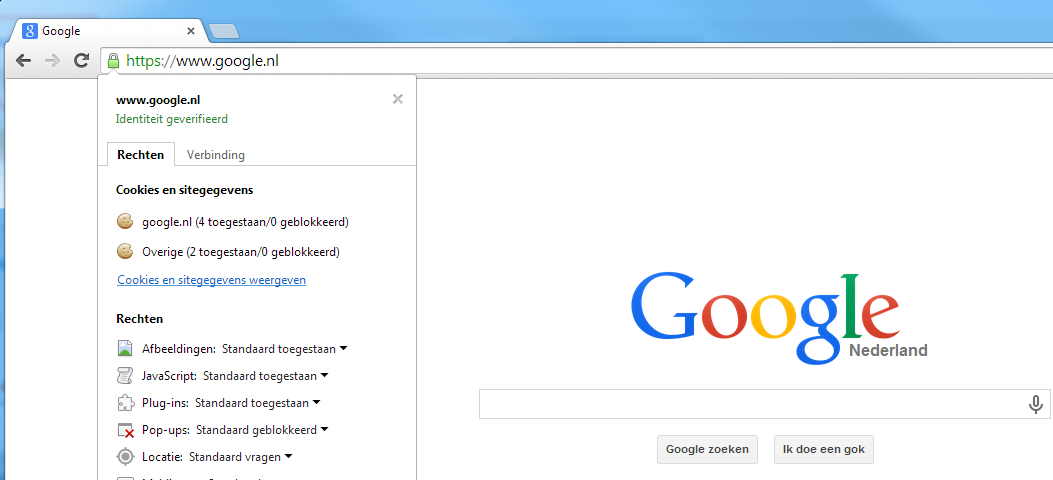 Google
https://www.google.nl
www.google.nl
Identiteit geverifieerd
Rechten Verbinding
Cookies en sitegegevens
google.nl (4 toegestaan/0 geblokkeerd)
Overige (2 toegestaan/0 geblokkeerd)
Cookies en sitegegevens weergeven
Rechten
Afbeeldingen: Standaard toegestaan
JavaScript: Standaard toegestaan
Plug-ins: Standaard toegestaan
Pop-ups: Standaard geblokkeerd
Locatie: Standaard vragen
Google
Nederland
Google zoeken
Ik doe een gok